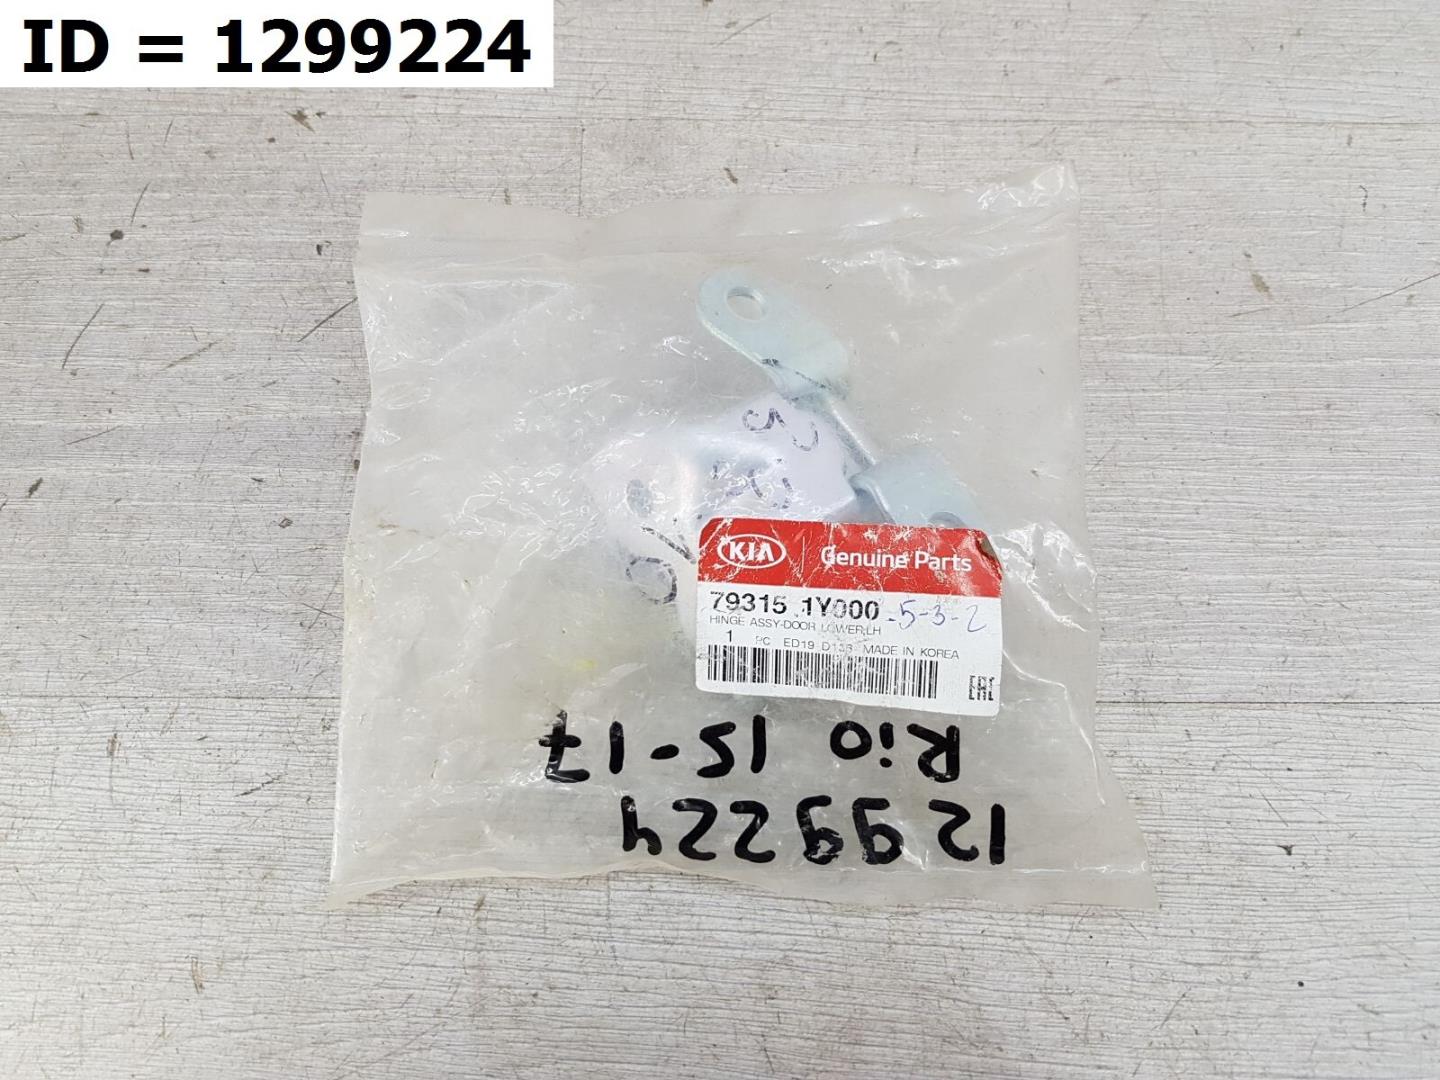 ID = 1299224
KIA Genuine Parts
79315 1Y000 -5-3-2
HINGE ASSY-DOOR LOWER,LH
1 PC ED19 MADE IN KOREA
EAC
Rio 15-17
1299224